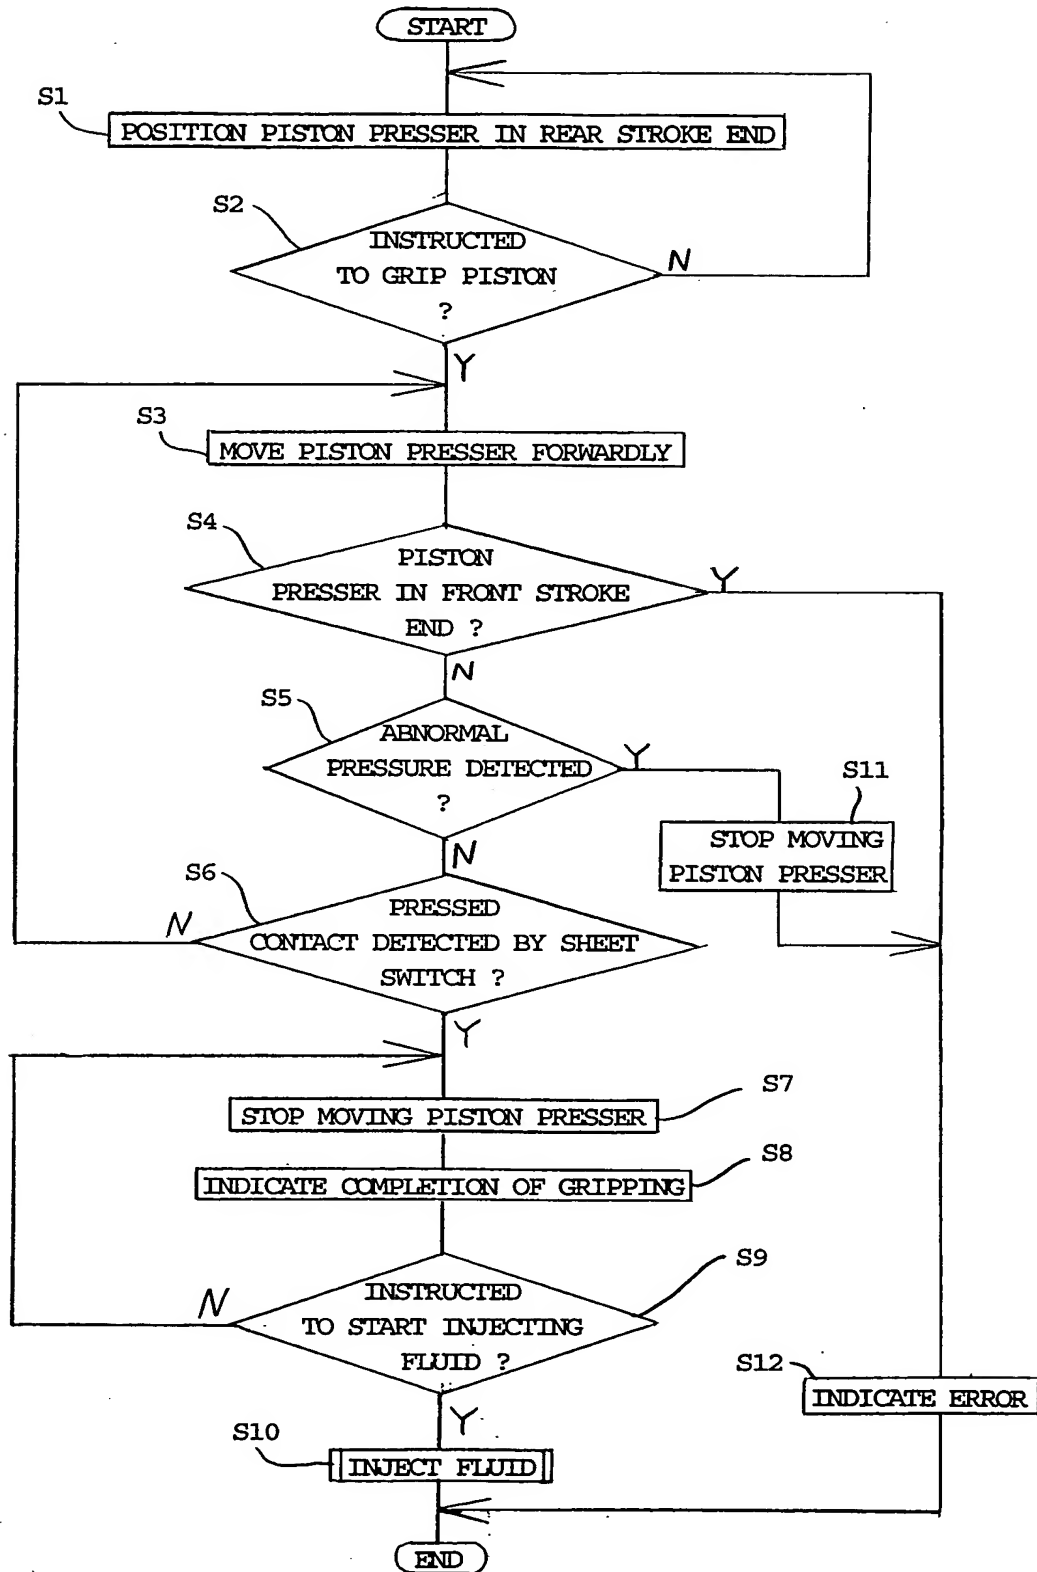 START
S1
POSITION PISTON PRESSER IN REAR STROKE END
S2
INSTRUCTED
TO GRIP PISTON
?
N
Y
S3
MOVE PISTON PRESSER FORWARDLY
S4
PISTON
PRESSER IN FRONT STROKE
END ?
Y
N
S5
ABNORMAL
PRESSURE DETECTED
?
Y
S11
STOP MOVING
PISTON PRESSER
N
S6
PRESSED
CONTACT DETECTED BY SHEET
SWITCH ?
N
Y
S7
STOP MOVING PISTON PRESSER
S8
INDICATE COMPLETION OF GRIPPING
S9
INSTRUCTED
TO START INJECTING
FLUID ?
N
S12
INDICATE ERROR
Y
S10
INJECT FLUID
END